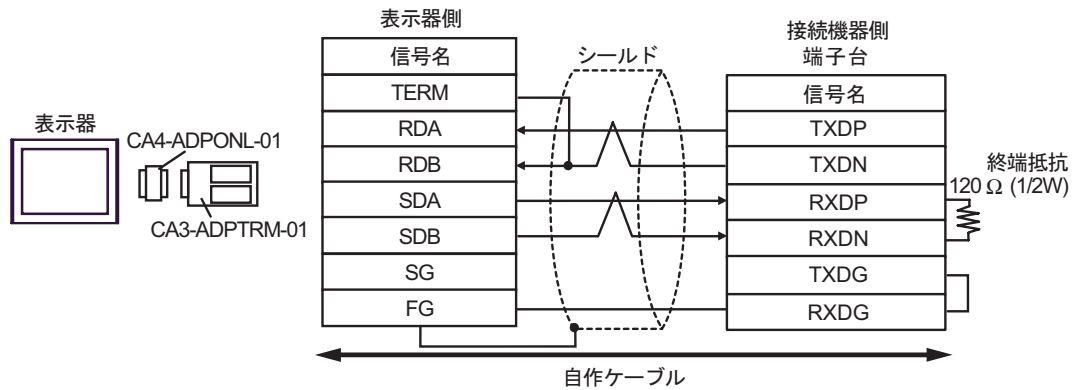 表示器
CA4-ADPONL-01
CA3-ADPTRM-01
表示器側
信号名
TERM
RDA
RDB
SDA
SDB
SG
FG
シールド
接続機器側
端子台
信号名
TXDP
TXDN
RXDP
RXDN
TXDG
RXDG
終端抵抗
120 Ω (1/2W)
自作ケーブル